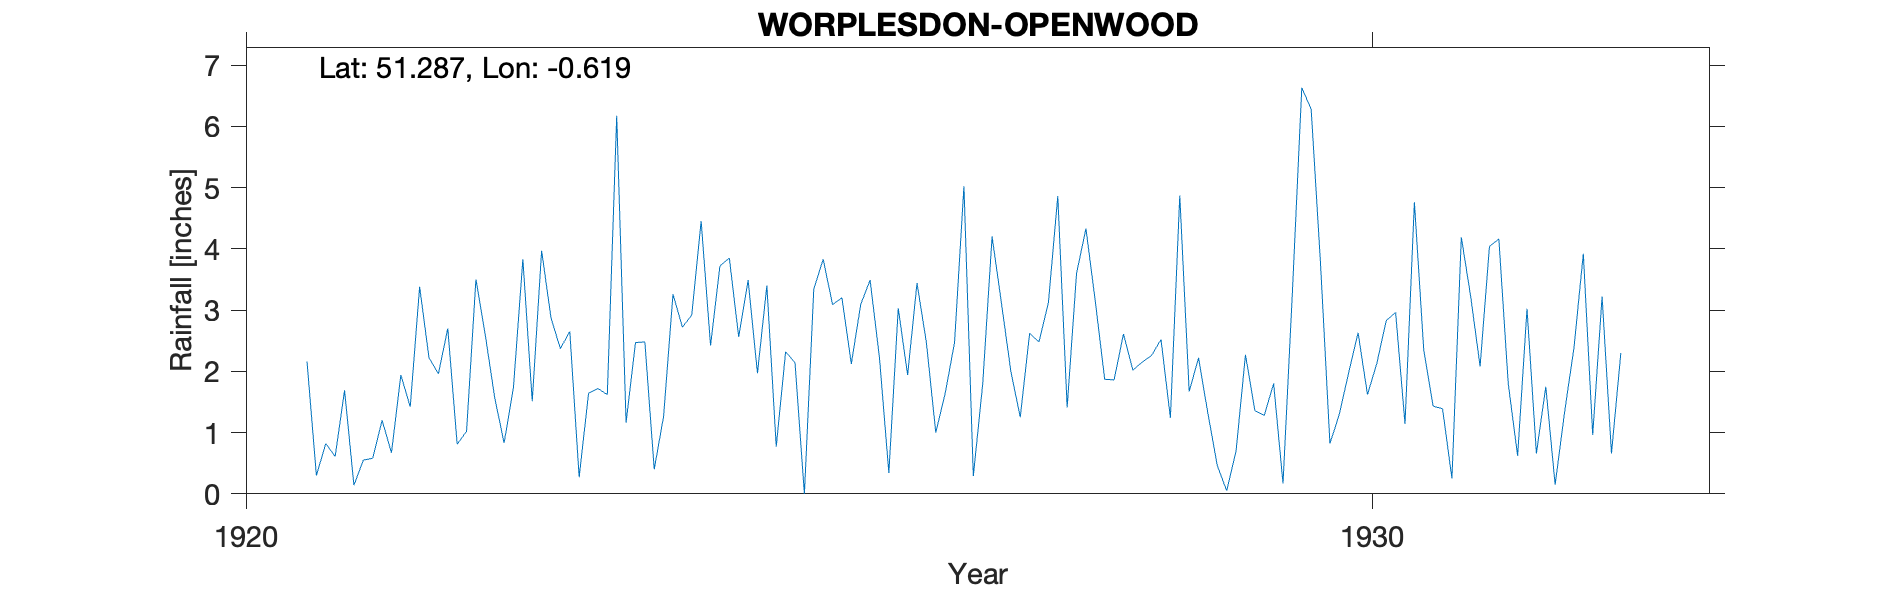 WORPLESDON-OPENWOOD
Lat: 51.287, Lon: -0.619
7
6
5
4
3
2
1
0
Rainfall [inches]
1920
1930
Year